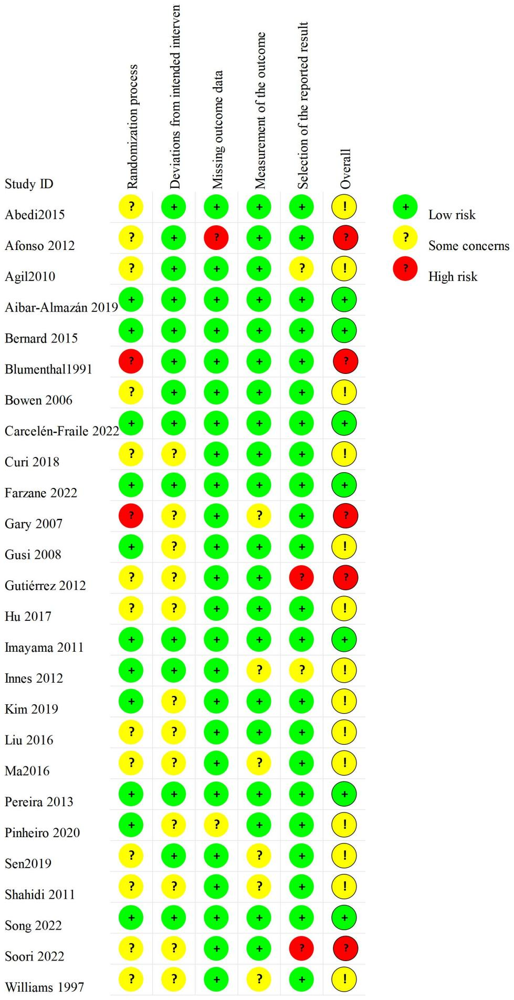 Randomization process
Deviations from intended interven
Missing outcome data
Measurement of the outcome
Selection of the reported result
Overall
Study ID
Abedi2015 ? + + + + !
Afonso 2012 ? + ? + + ?
Agil2010 ? + + + ? !
Aibar-Almazán 2019 + + + + + +
Bernard 2015 + + + + + +
Blumenthal1991 ? + + + + ?
Bowen 2006 ? + + + + !
Carcelén-Fraile 2022 + + + + + +
Curi 2018 ? ? + + + !
Farzane 2022 + + + + + +
Gary 2007 ? ? + ? + ?
Gusi 2008 + ? + + + !
Gutiérrez 2012 ? ? + + ? ?
Hu 2017 ? ? + + + !
Imayama 2011 + + + + + +
Innes 2012 + + + ? ? !
Kim 2019 + ? + + + !
Liu 2016 ? ? + + + !
Ma2016 ? ? + ? + !
Pereira 2013 + + + + + +
Pinheiro 2020 + ? ? + + !
Sen2019 ? + + ? + !
Shahidi 2011 ? ? + ? + !
Song 2022 + + + + + +
Soori 2022 ? ? + + ? ?
Williams 1997 ? ? + ? + !
+ Low risk
? Some concerns
? High risk